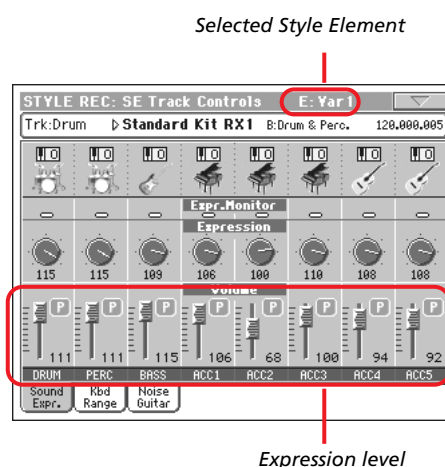 Selected Style Element
STYLE REC: SE Track Controls E: Var 1
Trk:Drum ▷Standard Kit RX1 B:Drum & Perc. 120.000.005
Expr.Monitor
Expression
115 115 109 106 100 110 108 108
Volume
P P P P P P P P
111 111 115 106 68 100 94 92
DRUM PERC BASS ACC1 ACC2 ACC3 ACC4 ACC5
Sound Kbd Noise
Expr. Range Guitar
Expression level